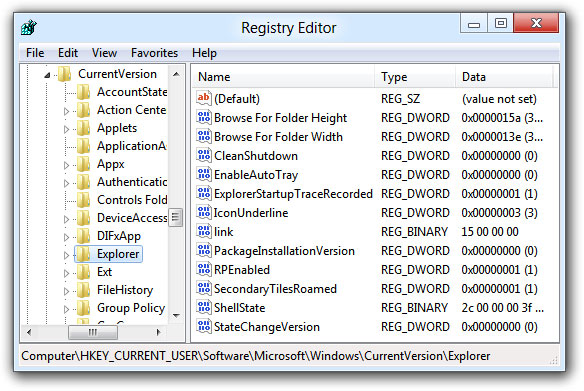 Registry Editor
File Edit View Favorites Help
CurrentVersion
AccountState
Action Cente
Applets
ApplicationA
Appx
Authenticatio
Controls Fold
DeviceAccess
DIFxApp
Explorer
Ext
FileHistory
Group Policy
Name Type Data
(Default) REG_SZ (value not set)
Browse For Folder Height REG_DWORD 0x0000015a (3...
Browse For Folder Width REG_DWORD 0x0000013e (3...
CleanShutdown REG_DWORD 0x00000000 (0)
EnableAutoTray REG_DWORD 0x00000000 (0)
ExplorerStartupTraceRecorded REG_DWORD 0x00000001 (1)
IconUnderline REG_DWORD 0x00000003 (3)
link REG_BINARY 15 00 00 00
PackageInstallationVersion REG_DWORD 0x00000000 (0)
RPEnabled REG_DWORD 0x00000001 (1)
SecondaryTilesRoamed REG_DWORD 0x00000001 (1)
ShellState REG_BINARY 2c 00 00 00 3f ...
StateChangeVersion REG_DWORD 0x00000000 (0)
Computer\HKEY_CURRENT_USER\Software\Microsoft\Windows\CurrentVersion\Explorer